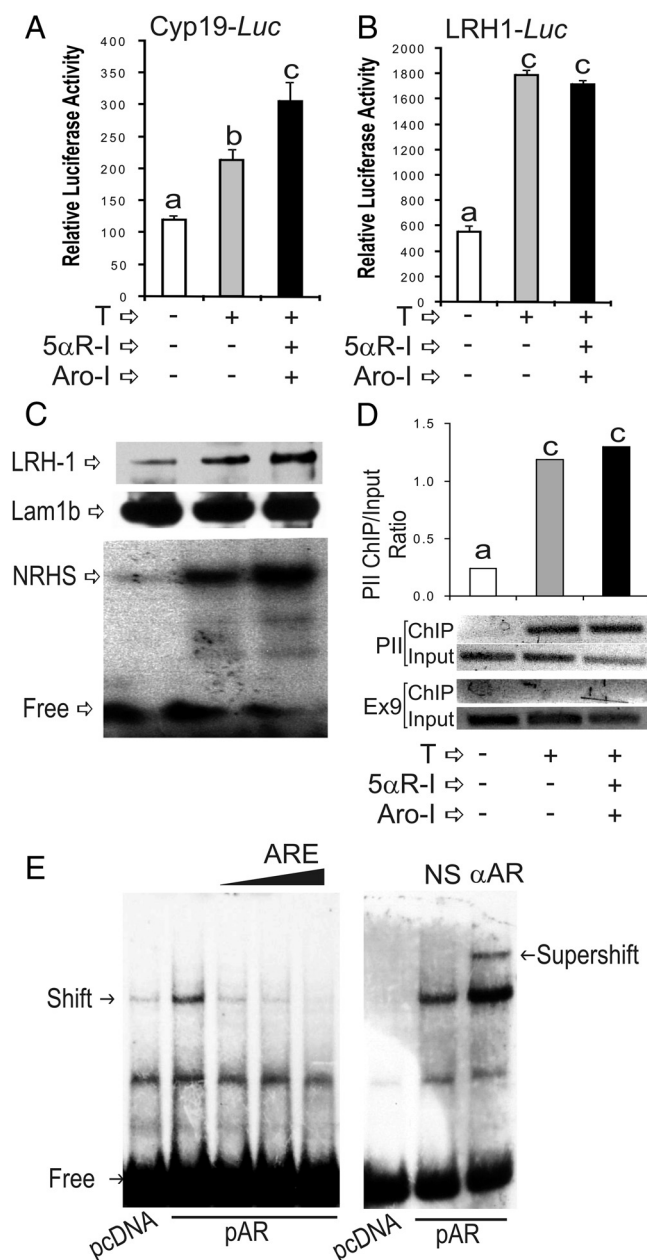 A
Cyp19-Luc
Relative Luciferase Activity
400
350
300
250
200
150
100
50
0
a
b
c
T ⇨ - + +
5αR-I ⇨ - - +
Aro-I ⇨ - - +
B
LRH1-Luc
Relative Luciferase Activity
2000
1800
1600
1400
1200
1000
800
600
400
200
0
a
c
c
- + +
- - +
- - +
C
LRH-1 ⇨
Lam1b ⇨
NRHS ⇨
Free ⇨
D
PII ChIP/Input Ratio
1.5
1.0
0.5
0.0
a
c
c
PII [ChIP
Input
Ex9 [ChIP
Input
T ⇨ - + +
5αR-I ⇨ - - +
Aro-I ⇨ - - +
E
ARE
Shift →
Free →
pcDNA
pAR
NS αAR
←Supershift
pcDNA
pAR